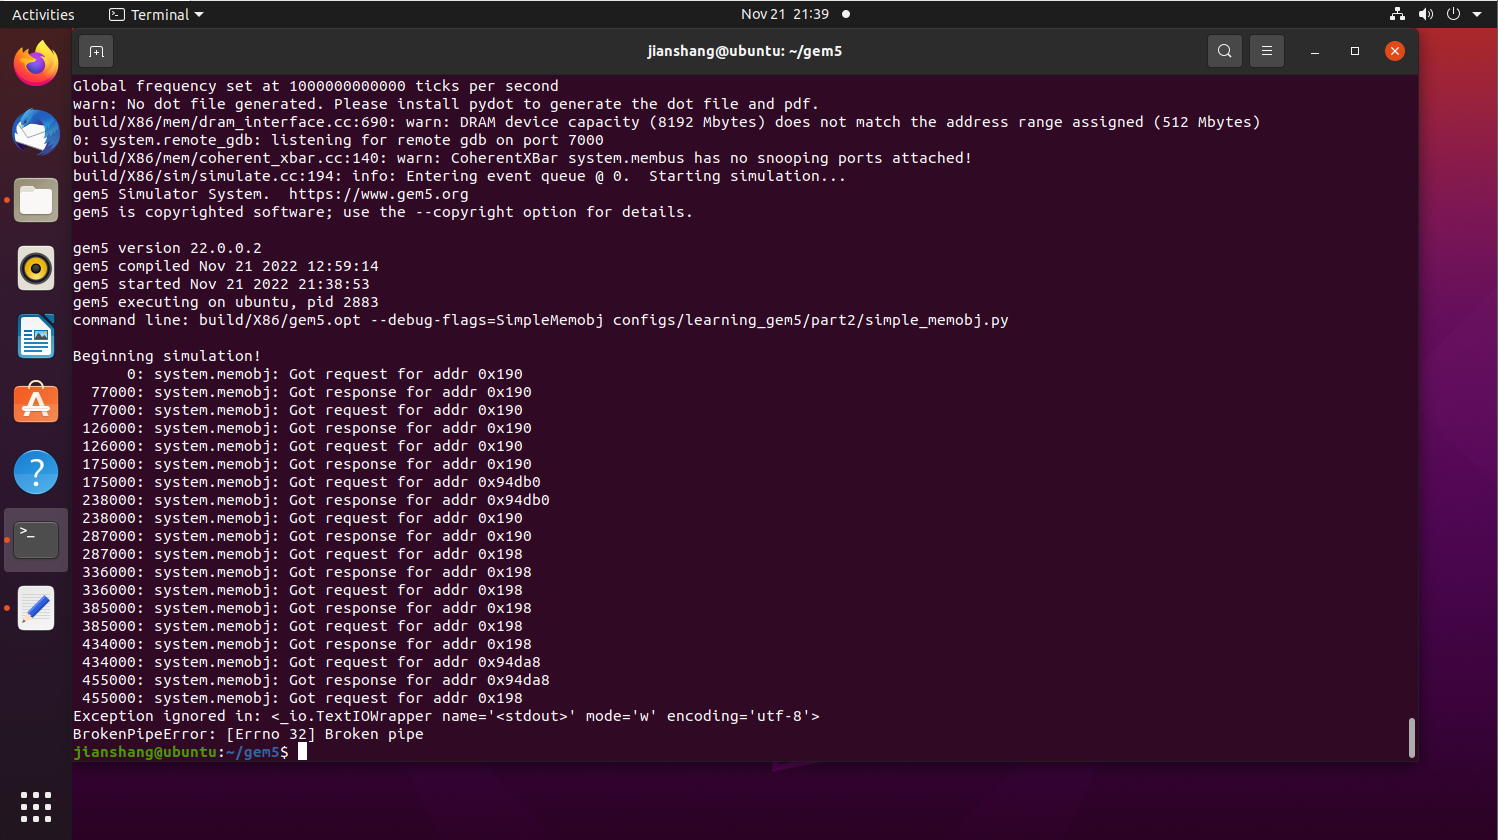 Activities Terminal Nov 21 21:39
jianshang@ubuntu: ~/gem5
Global frequency set at 1000000000000 ticks per second
warn: No dot file generated. Please install pydot to generate the dot file and pdf.
build/X86/mem/dram_interface.cc:690: warn: DRAM device capacity (8192 Mbytes) does not match the address range assigned (512 Mbytes)
0: system.remote_gdb: listening for remote gdb on port 7000
build/X86/mem/coherent_xbar.cc:140: warn: CoherentXBar system.membus has no snooping ports attached!
build/X86/sim/simulate.cc:194: info: Entering event queue @ 0.  Starting simulation...
gem5 Simulator System.  https://www.gem5.org
gem5 is copyrighted software; use the --copyright option for details.
gem5 version 22.0.0.2
gem5 compiled Nov 21 2022 12:59:14
gem5 started Nov 21 2022 21:38:53
gem5 executing on ubuntu, pid 2883
command line: build/X86/gem5.opt --debug-flags=SimpleMemobj configs/learning_gem5/part2/simple_memobj.py
Beginning simulation!
0: system.memobj: Got request for addr 0x190
77000: system.memobj: Got response for addr 0x190
77000: system.memobj: Got request for addr 0x190
126000: system.memobj: Got response for addr 0x190
126000: system.memobj: Got request for addr 0x190
175000: system.memobj: Got response for addr 0x190
175000: system.memobj: Got request for addr 0x94db0
238000: system.memobj: Got response for addr 0x94db0
238000: system.memobj: Got request for addr 0x190
287000: system.memobj: Got response for addr 0x190
287000: system.memobj: Got request for addr 0x198
336000: system.memobj: Got response for addr 0x198
336000: system.memobj: Got request for addr 0x198
385000: system.memobj: Got response for addr 0x198
385000: system.memobj: Got request for addr 0x198
434000: system.memobj: Got response for addr 0x198
434000: system.memobj: Got request for addr 0x94da8
455000: system.memobj: Got response for addr 0x94da8
455000: system.memobj: Got request for addr 0x198
Exception ignored in: <_io.TextIOWrapper name='<stdout>' mode='w' encoding='utf-8'>
BrokenPipeError: [Errno 32] Broken pipe
jianshang@ubuntu:~/gem5$